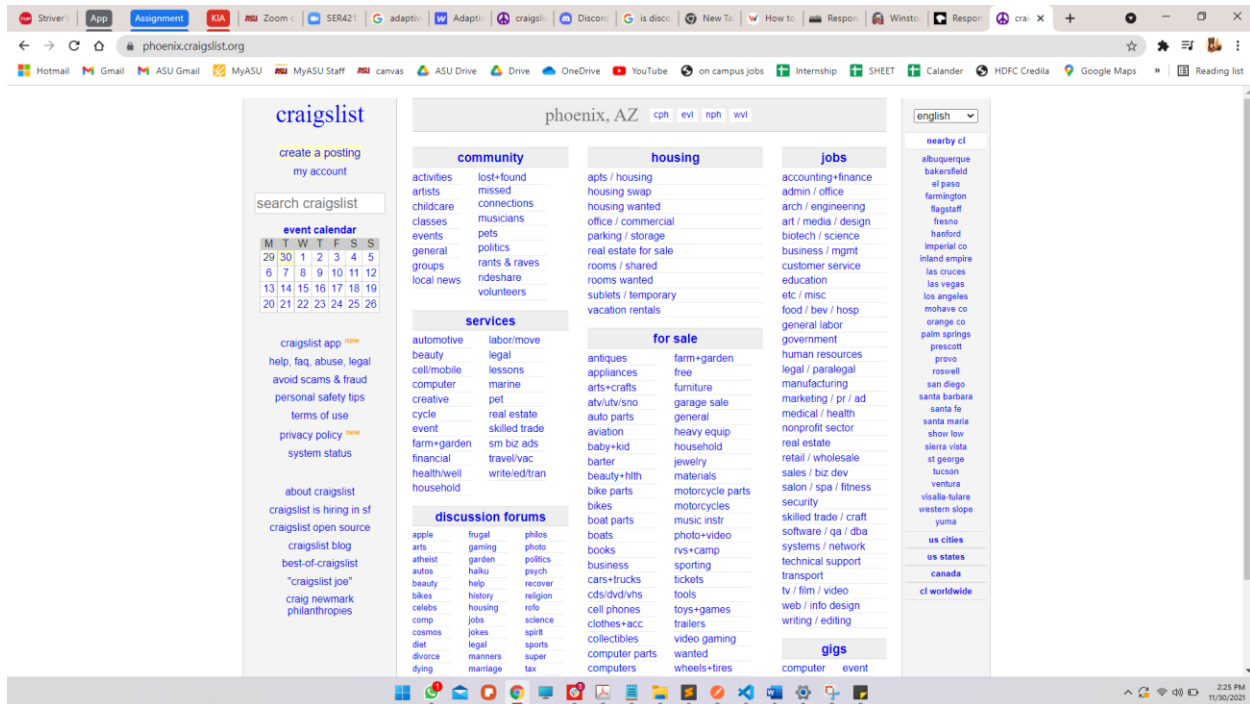 Striver's
App
Assignment
KIA
Zoom c
SER421
adaptiv
Adaptiv
craigslis
Discord
is disco
New Ta
How to
Respon
Winsto
Respon
crai
phoenix.craigslist.org
Hotmail
Gmail
ASU Gmail
MyASU
MyASU Staff
canvas
ASU Drive
Drive
OneDrive
YouTube
on campus jobs
Internship
SHEET
Calander
HDFC Credila
Google Maps
»
Reading list
craigslist
create a posting
my account
search craigslist
event calendar
M T W T F S S
29 30 1 2 3 4 5
6 7 8 9 10 11 12
13 14 15 16 17 18 19
20 21 22 23 24 25 26
craigslist app new
help, faq, abuse, legal
avoid scams & fraud
personal safety tips
terms of use
privacy policy new
system status
about craigslist
craigslist is hiring in sf
craigslist open source
craigslist blog
best-of-craigslist
"craigslist joe"
craig newmark
philanthropies
phoenix, AZ cph evl nph wvl
community
activities
artists
childcare
classes
events
general
groups
local news
lost+found
missed
connections
musicians
pets
politics
rants & raves
rideshare
volunteers
services
automotive
beauty
cell/mobile
computer
creative
cycle
event
farm+garden
financial
health/well
household
labor/move
legal
lessons
marine
pet
real estate
skilled trade
sm biz ads
travel/vac
write/ed/tran
discussion forums
apple
arts
atheist
autos
beauty
bikes
celebs
comp
cosmos
diet
divorce
dying
frugal
gaming
garden
haiku
help
history
housing
jobs
jokes
legal
manners
marriage
philos
photo
politics
psych
recover
religion
rofo
science
spirit
sports
super
tax
housing
apts / housing
housing swap
housing wanted
office / commercial
parking / storage
real estate for sale
rooms / shared
rooms wanted
sublets / temporary
vacation rentals
for sale
antiques
appliances
arts+crafts
atv/utv/sno
auto parts
aviation
baby+kid
barter
beauty+hlth
bike parts
bikes
boat parts
boats
books
business
cars+trucks
cds/dvd/vhs
cell phones
clothes+acc
collectibles
computer parts
computers
farm+garden
free
furniture
garage sale
general
heavy equip
household
jewelry
materials
motorcycle parts
motorcycles
music instr
photo+video
rvs+camp
sporting
tickets
tools
toys+games
trailers
video gaming
wanted
wheels+tires
jobs
accounting+finance
admin / office
arch / engineering
art / media / design
biotech / science
business / mgmt
customer service
education
etc / misc
food / bev / hosp
general labor
government
human resources
legal / paralegal
manufacturing
marketing / pr / ad
medical / health
nonprofit sector
real estate
retail / wholesale
sales / biz dev
salon / spa / fitness
security
skilled trade / craft
software / qa / dba
systems / network
technical support
transport
tv / film / video
web / info design
writing / editing
gigs
computer
event
english
nearby cl
albuquerque
bakersfield
el paso
farmington
flagstaff
fresno
hanford
imperial co
inland empire
las cruces
las vegas
los angeles
mohave co
orange co
palm springs
prescott
provo
roswell
san diego
santa barbara
santa fe
santa maria
show low
sierra vista
st george
tucson
ventura
visalia-tulare
western slope
yuma
us cities
us states
canada
cl worldwide
2:25 PM
11/30/2021